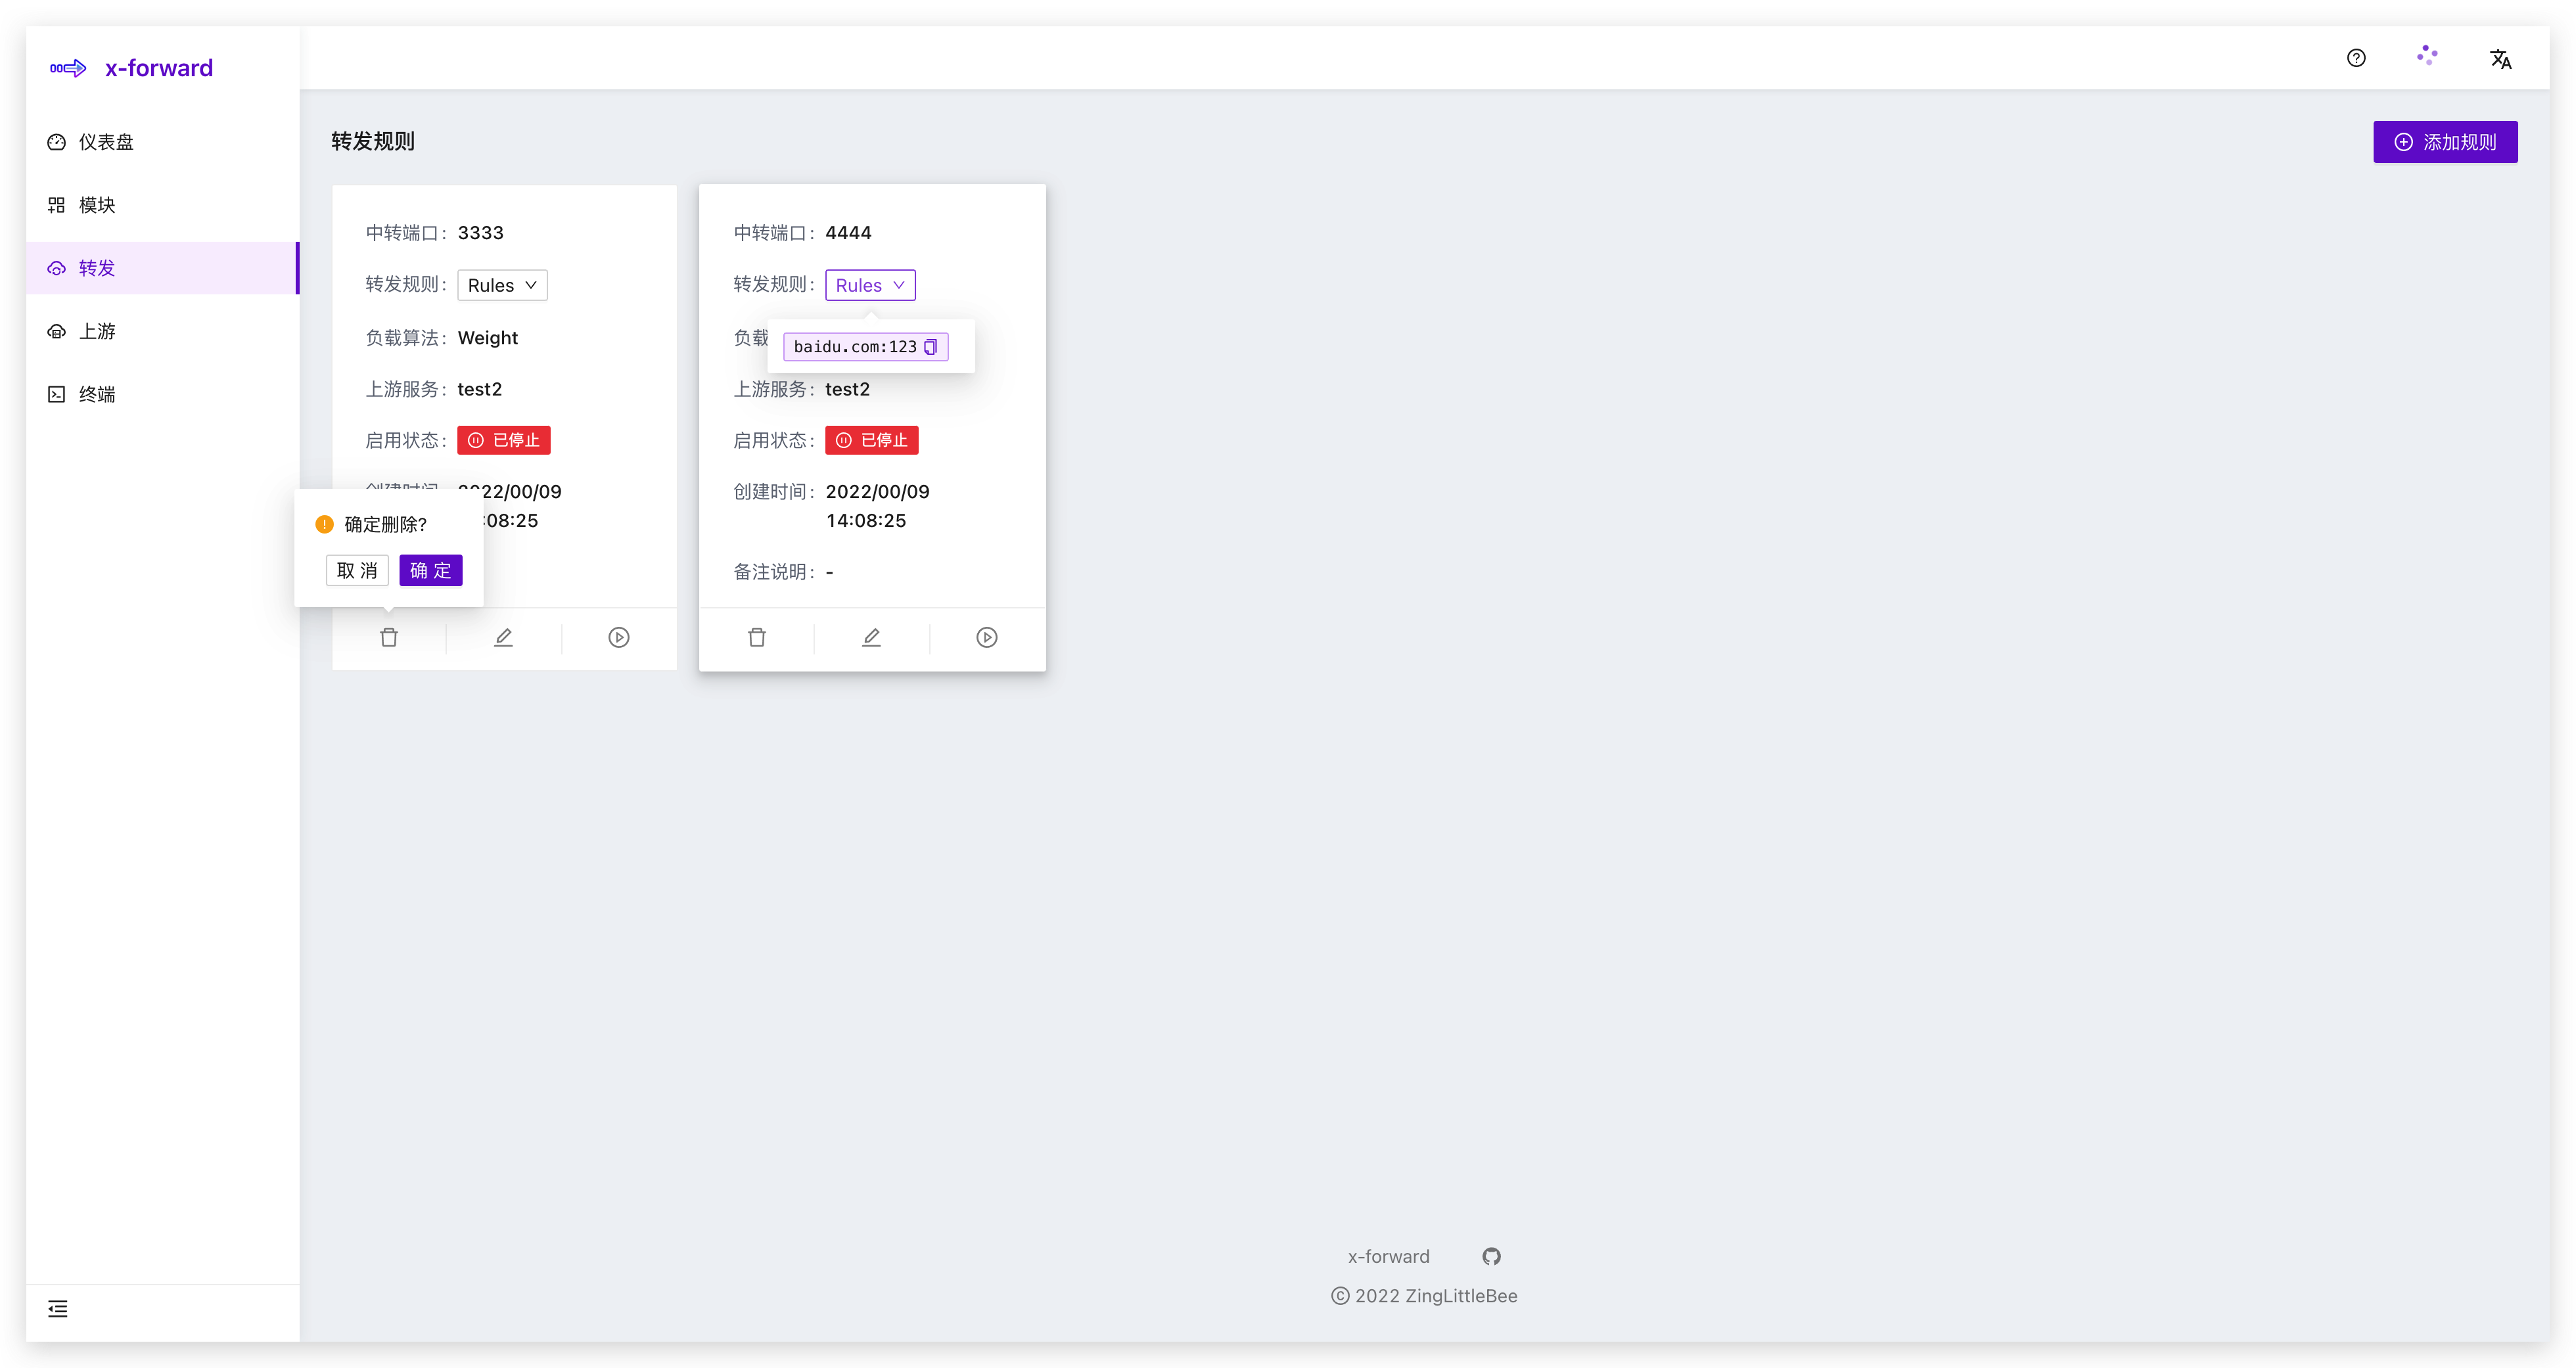 x-forward
仪表盘
模块
转发
上游
终端
转发规则
添加规则
中转端口: 3333
转发规则: Rules
负载算法: Weight
上游服务: test2
启用状态: 已停止
2022/00/09
:08:25
确定删除?
取 消 确 定
中转端口: 4444
转发规则: Rules
负载
baidu.com:123
上游服务: test2
启用状态: 已停止
创建时间: 2022/00/09
14:08:25
备注说明: -
x-forward
© 2022 ZingLittleBee